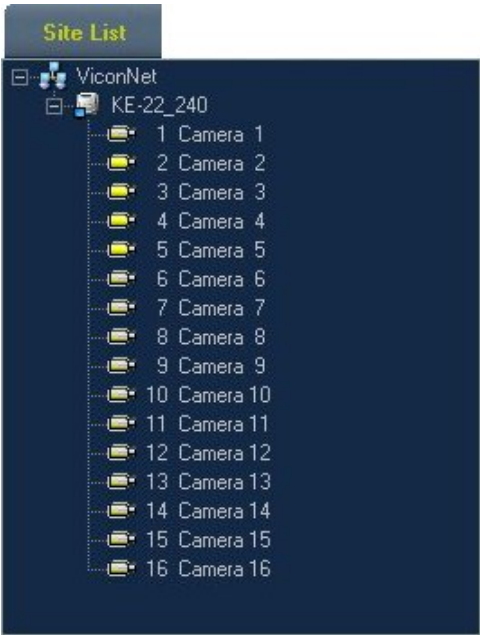 Site List
ViconNet
KE-22_240
1 Camera 1
2 Camera 2
3 Camera 3
4 Camera 4
5 Camera 5
6 Camera 6
7 Camera 7
8 Camera 8
9 Camera 9
10 Camera 10
11 Camera 11
12 Camera 12
13 Camera 13
14 Camera 14
15 Camera 15
16 Camera 16